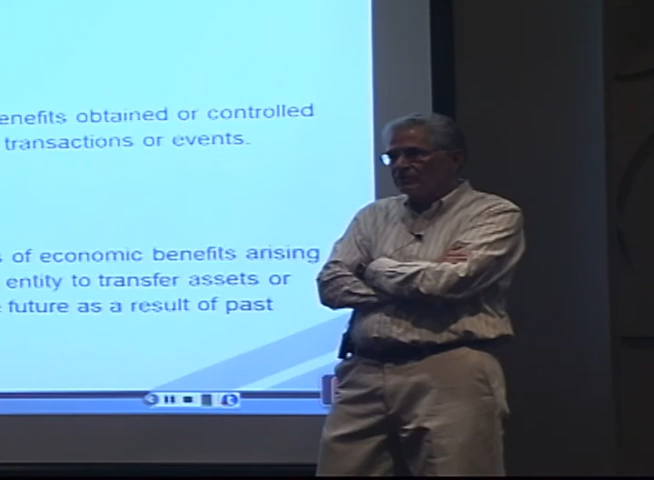 enefits obtained or controlled
transactions or events.
s of economic benefits arising
entity to transfer assets or
e future as a result of past